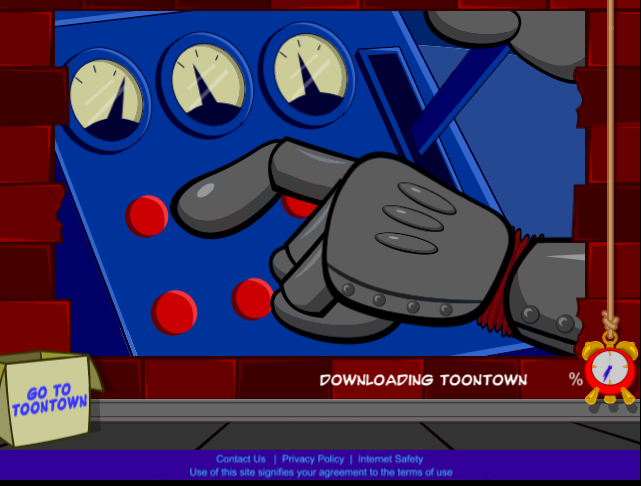 DOWNLOADING TOONTOWN %
GO TO
TOONTOWN
Contact Us | Privacy Policy | Internet Safety
Use of this site signifies your agreement to the terms of use